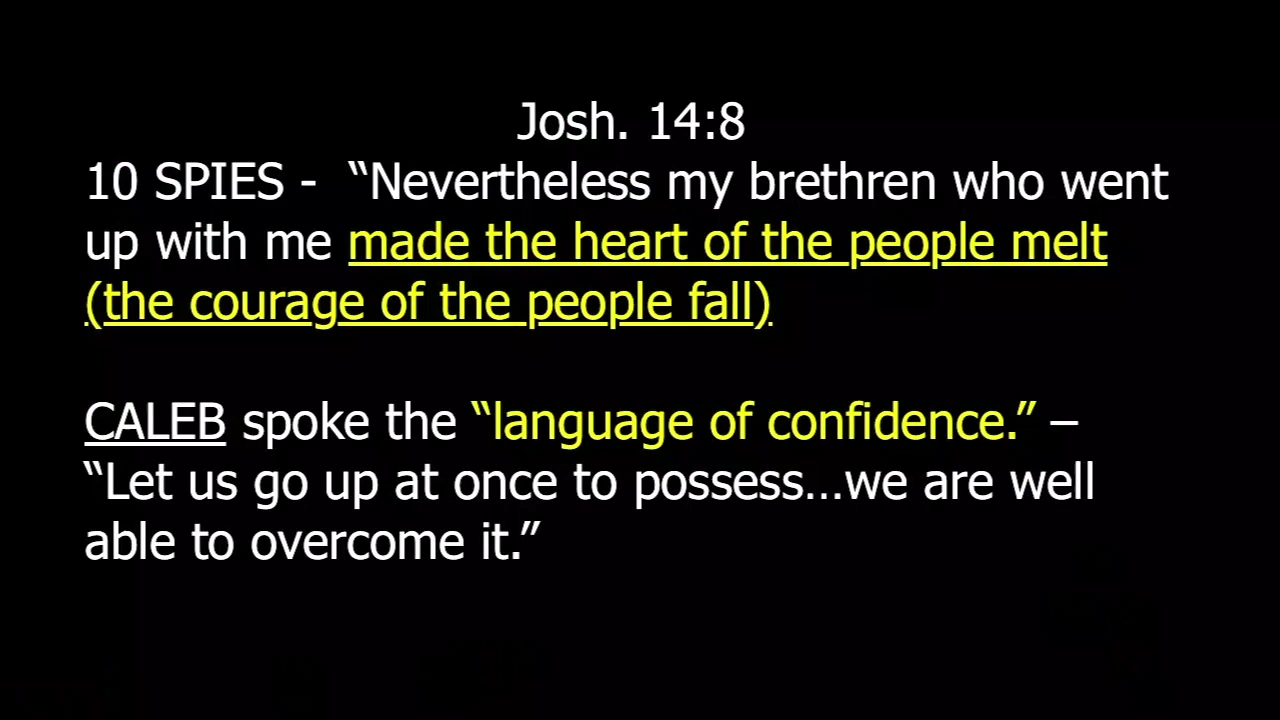 Josh. 14:8
10 SPIES -  “Nevertheless my brethren who went
up with me made the heart of the people melt
(the courage of the people fall)
CALEB spoke the “language of confidence.” –
“Let us go up at once to possess…we are well
able to overcome it.”